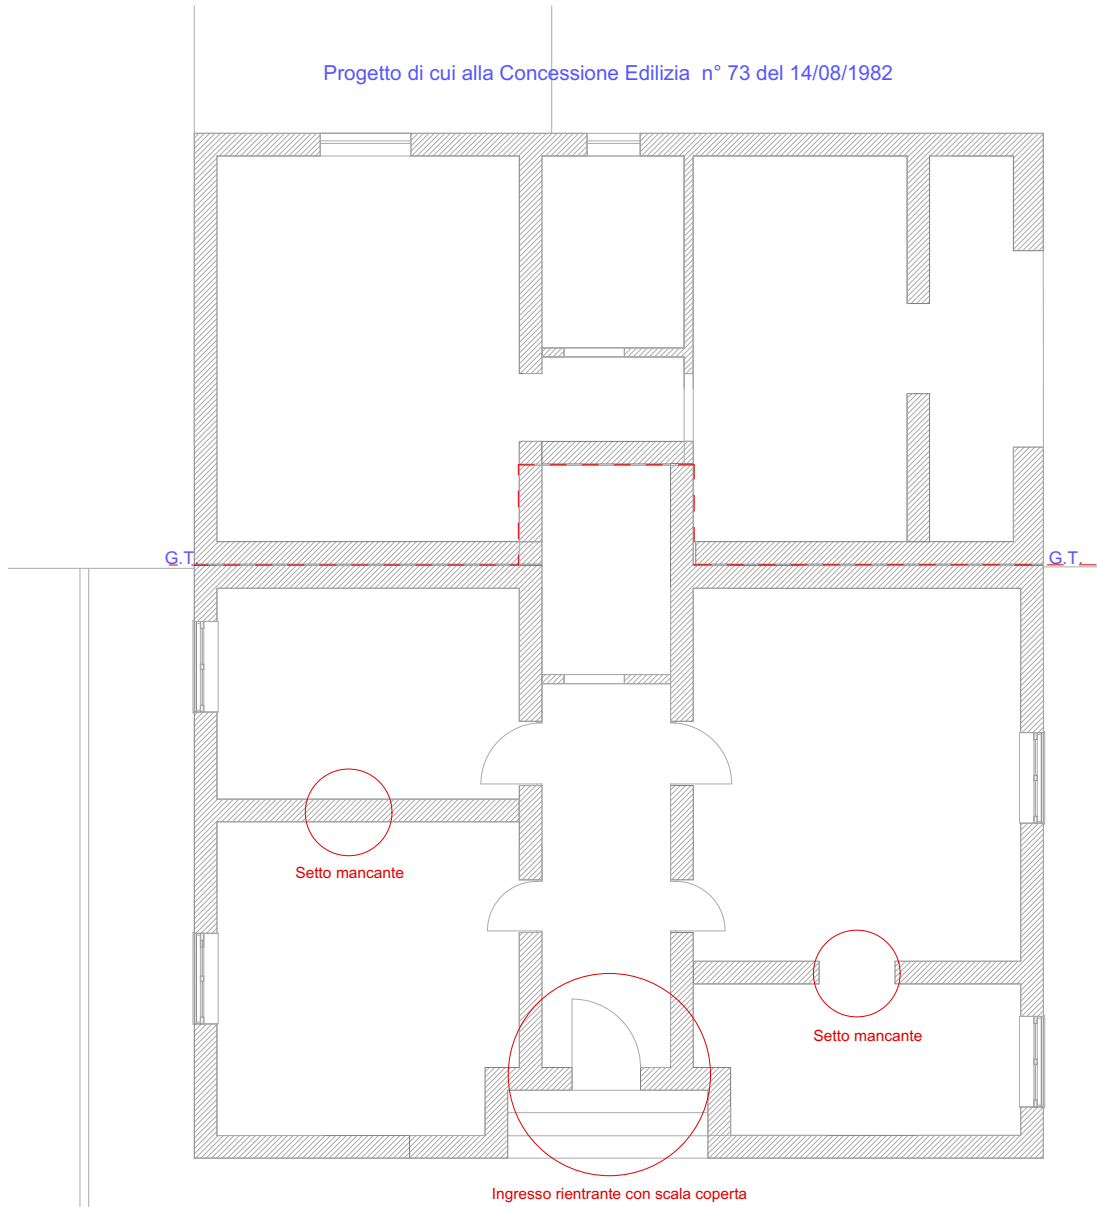 Progetto di cui alla Concessione Edilizia n° 73 del 14/08/1982
G.T.
G.T.
Setto mancante
Setto mancante
Ingresso rientrante con scala coperta